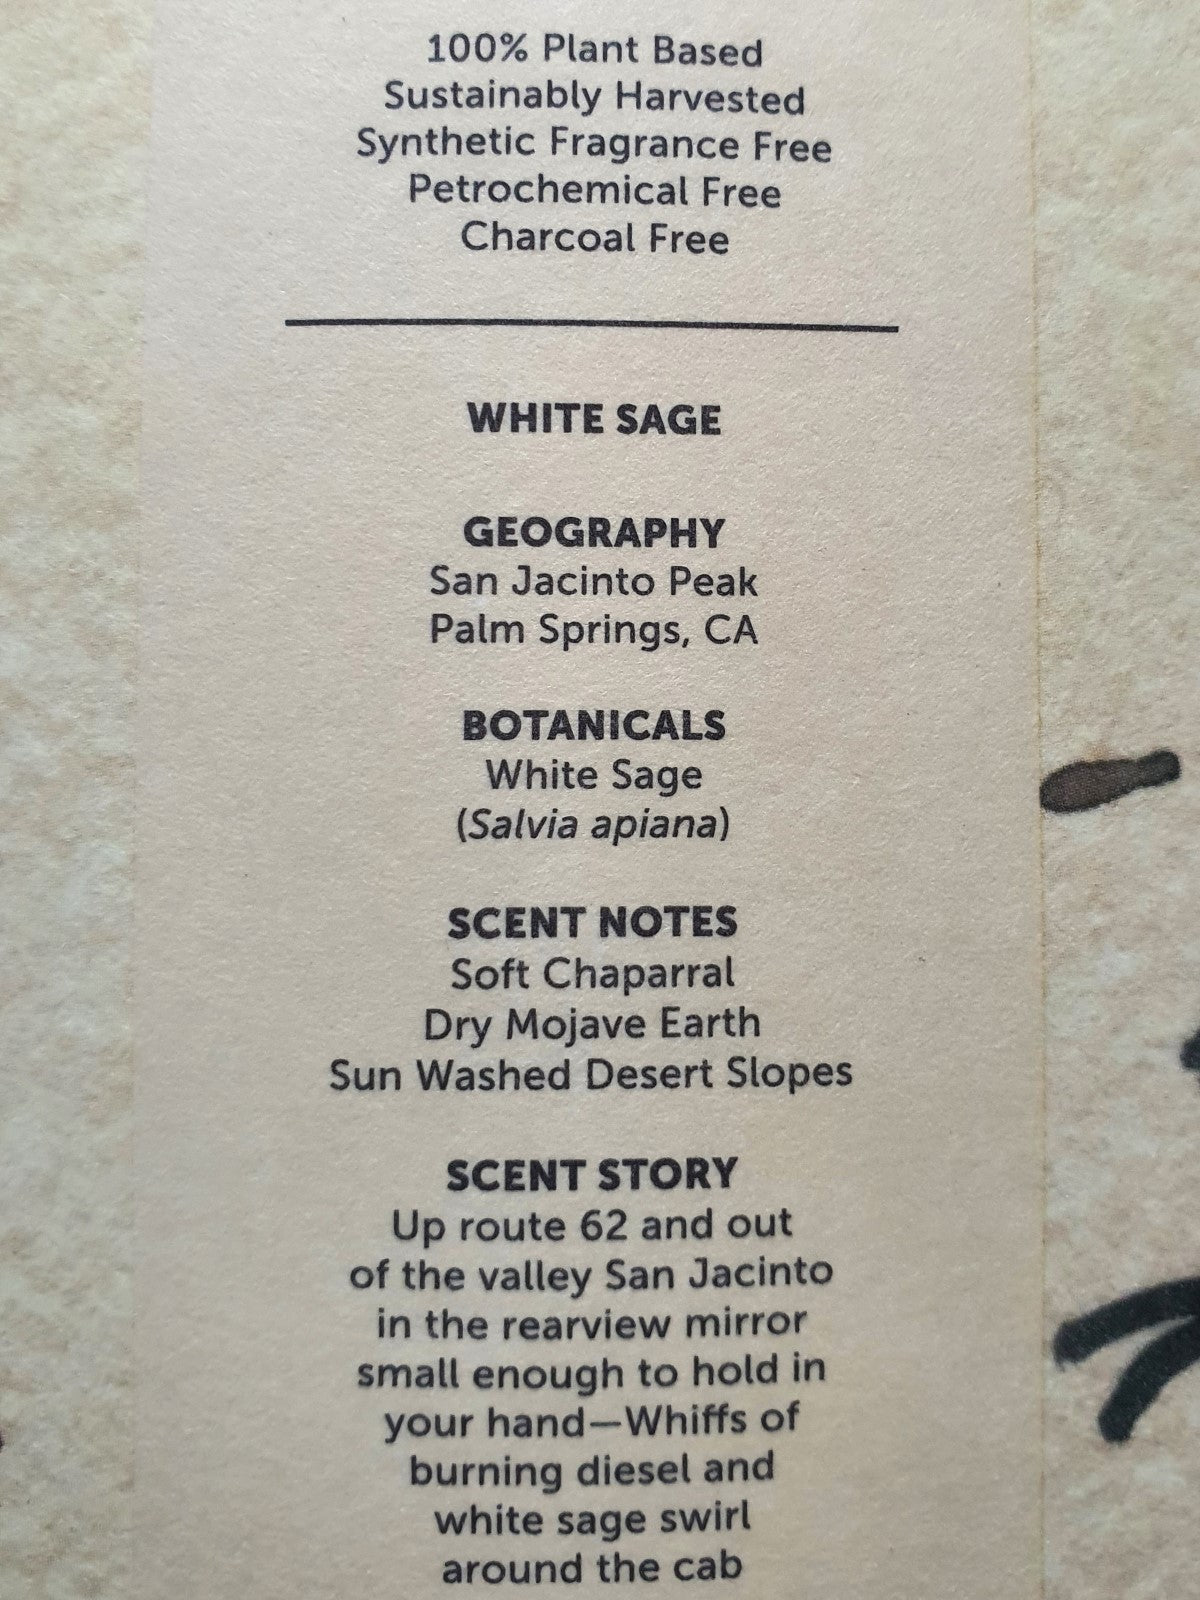 100% Plant Based
Sustainably Harvested
Synthetic Fragrance Free
Petrochemical Free
Charcoal Free
WHITE SAGE
GEOGRAPHY
San Jacinto Peak
Palm Springs, CA
BOTANICALS
White Sage
(Salvia apiana)
SCENT NOTES
Soft Chaparral
Dry Mojave Earth
Sun Washed Desert Slopes
SCENT STORY
Up route 62 and out
of the valley San Jacinto
in the rearview mirror
small enough to hold in
your hand—Whiffs of
burning diesel and
white sage swirl
around the cab